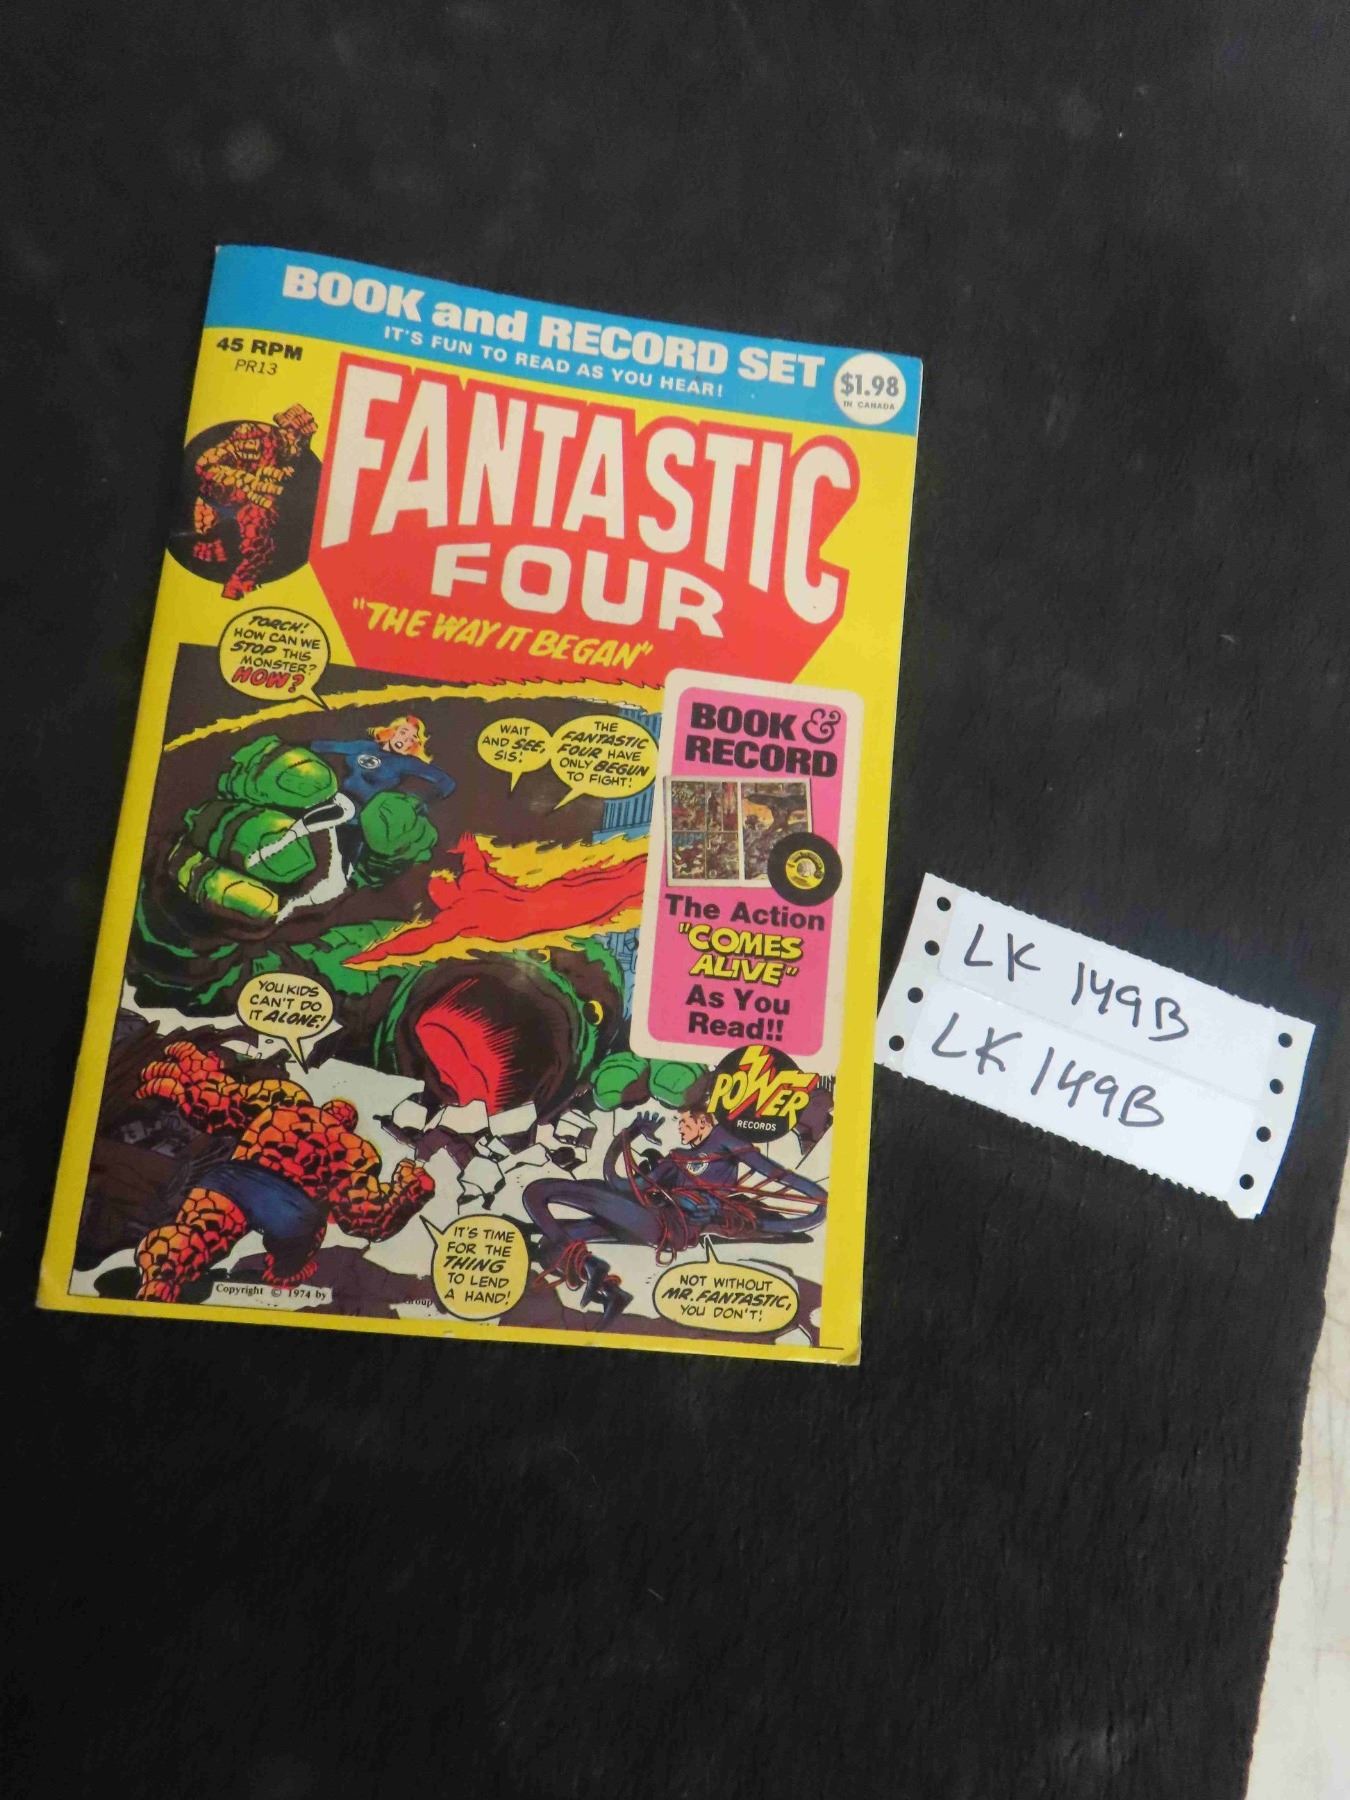 BOOK and RECORD SET
IT'S FUN TO READ AS YOU HEAR!
$1.98
IN CANADA
45 RPM
PR13
FANTASTIC
FOUR
"THE WAY IT BEGAN"
TORCH!
HOW CAN WE
STOP THIS
MONSTER?
HOW?
WAIT
AND SEE,
SIS!
THE
FANTASTIC
FOUR HAVE
ONLY BEGUN
TO FIGHT!
BOOK &
RECORD
The Action
"COMES
ALIVE"
As You
Read!!
POWER
RECORDS
YOU KIDS
CAN'T DO
IT ALONE!
IT'S TIME
FOR THE
THING
TO LEND
A HAND!
NOT WITHOUT
MR. FANTASTIC,
YOU DON'T!
Copyright © 1974 by
LK 149B
LK 149B